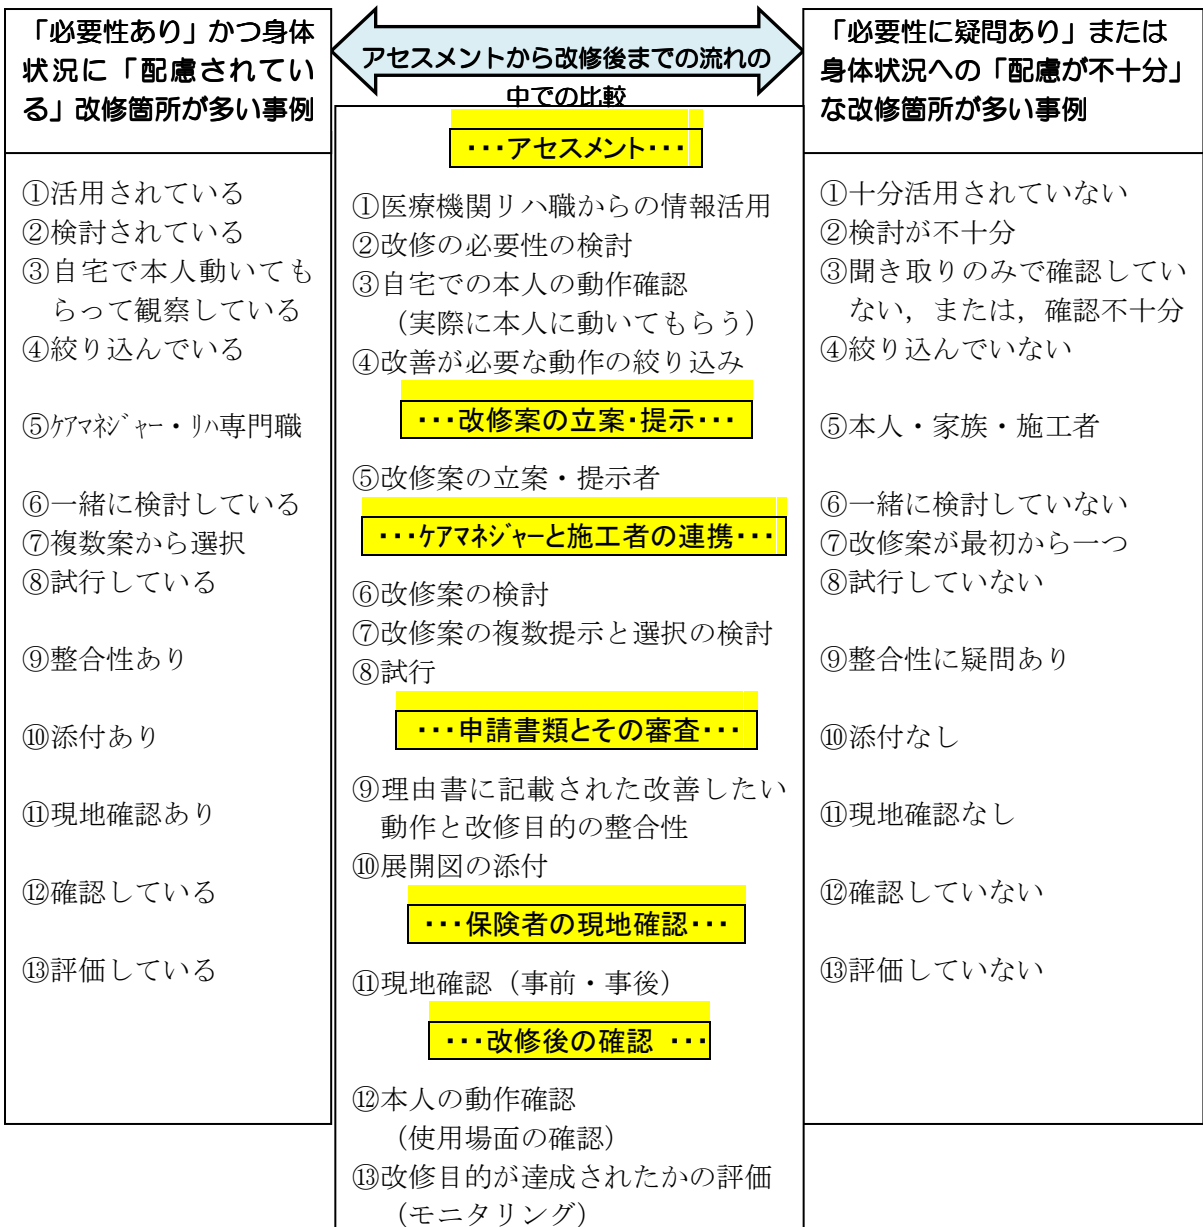 「必要性あり」かつ身体
状況に「配慮されてい
る」改修箇所が多い事例
①活用されている
②検討されている
③自宅で本人動いても
らって観察している
④絞り込んでいる
⑤ｹｱﾏﾈｼﾞｬｰ・ﾘﾊ専門職
⑥一緒に検討している
⑦複数案から選択
⑧試行している
⑨整合性あり
⑩添付あり
⑪現地確認あり
⑫確認している
⑬評価している
アセスメントから改修後までの流れの
中での比較
・・・アセスメント・・・
①医療機関リハ職からの情報活用
②改修の必要性の検討
③自宅での本人の動作確認
（実際に本人に動いてもらう）
④改善が必要な動作の絞り込み
・・・改修案の立案・提示・・・
⑤改修案の立案・提示者
・・・ｹｱﾏﾈｼﾞｬｰと施工者の連携・・・
⑥改修案の検討
⑦改修案の複数提示と選択の検討
⑧試行
・・・申請書類とその審査・・・
⑨理由書に記載された改善したい
動作と改修目的の整合性
⑩展開図の添付
・・・保険者の現地確認・・・
⑪現地確認（事前・事後）
・・・改修後の確認 ・・・
⑫本人の動作確認
（使用場面の確認）
⑬改修目的が達成されたかの評価
（モニタリング）
「必要性に疑問あり」または
身体状況への「配慮が不十分」
な改修箇所が多い事例
①十分活用されていない
②検討が不十分
③聞き取りのみで確認してい
ない，または，確認不十分
④絞り込んでいない
⑤本人・家族・施工者
⑥一緒に検討していない
⑦改修案が最初から一つ
⑧試行していない
⑨整合性に疑問あり
⑩添付なし
⑪現地確認なし
⑫確認していない
⑬評価していない